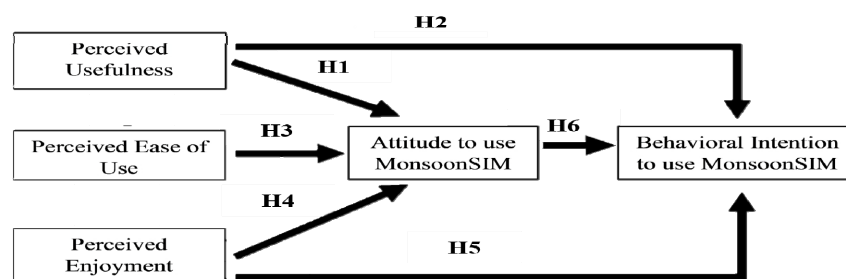 H2
Perceived
Usefulness
H1
H3
H6
Perceived Ease of
Use
Attitude to use
MonsoonSIM
Behavioral Intention
to use MonsoonSIM
H4
Perceived
Enjoyment
H5